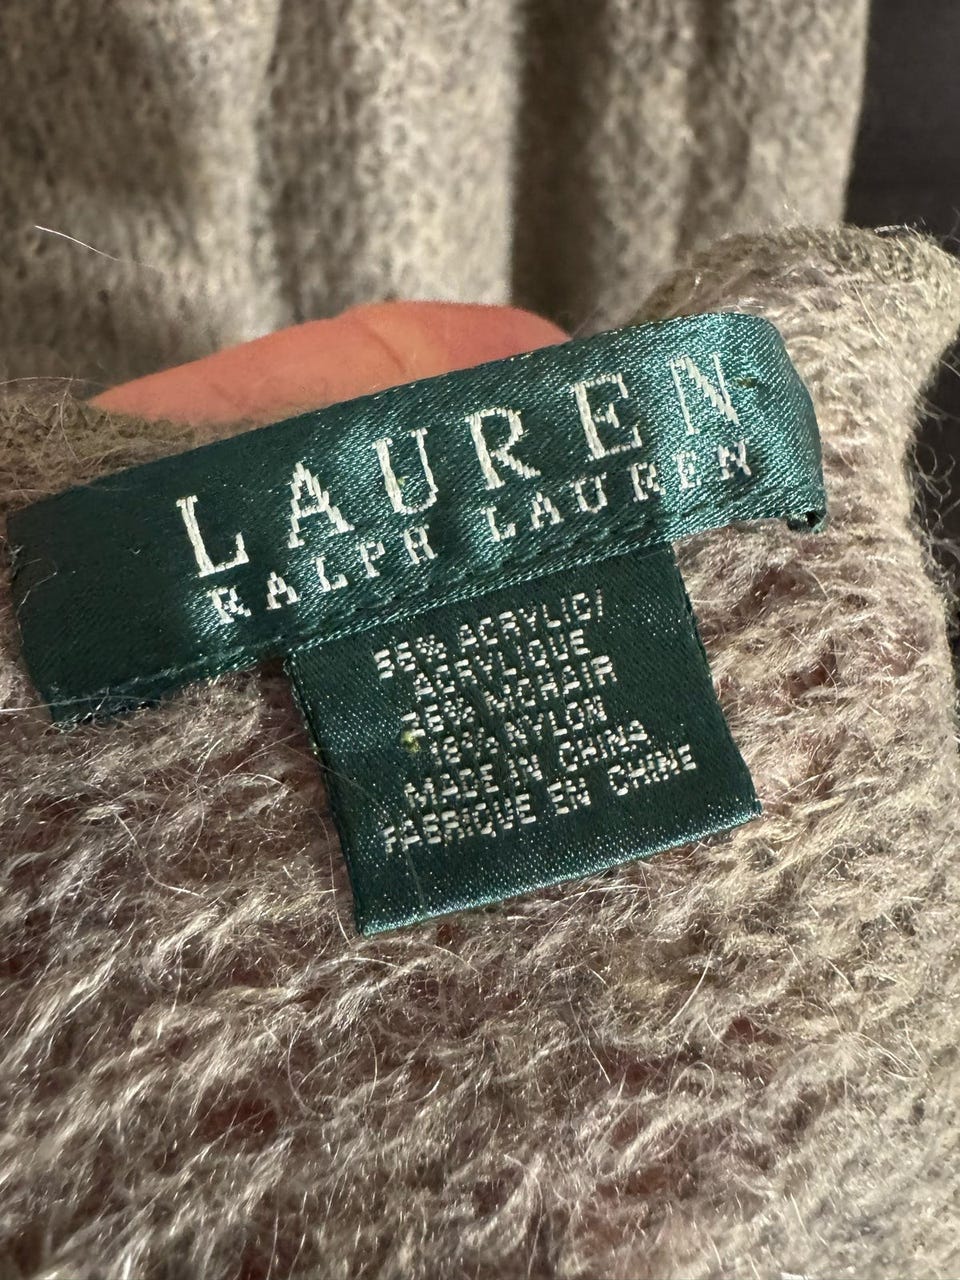 LAUREN
RALPH LAUREN
ACRYLIC/
ACRYLIQUE
MOHAIR
NYLON
MADE IN CHINA
FABRIQUE EN CHINE